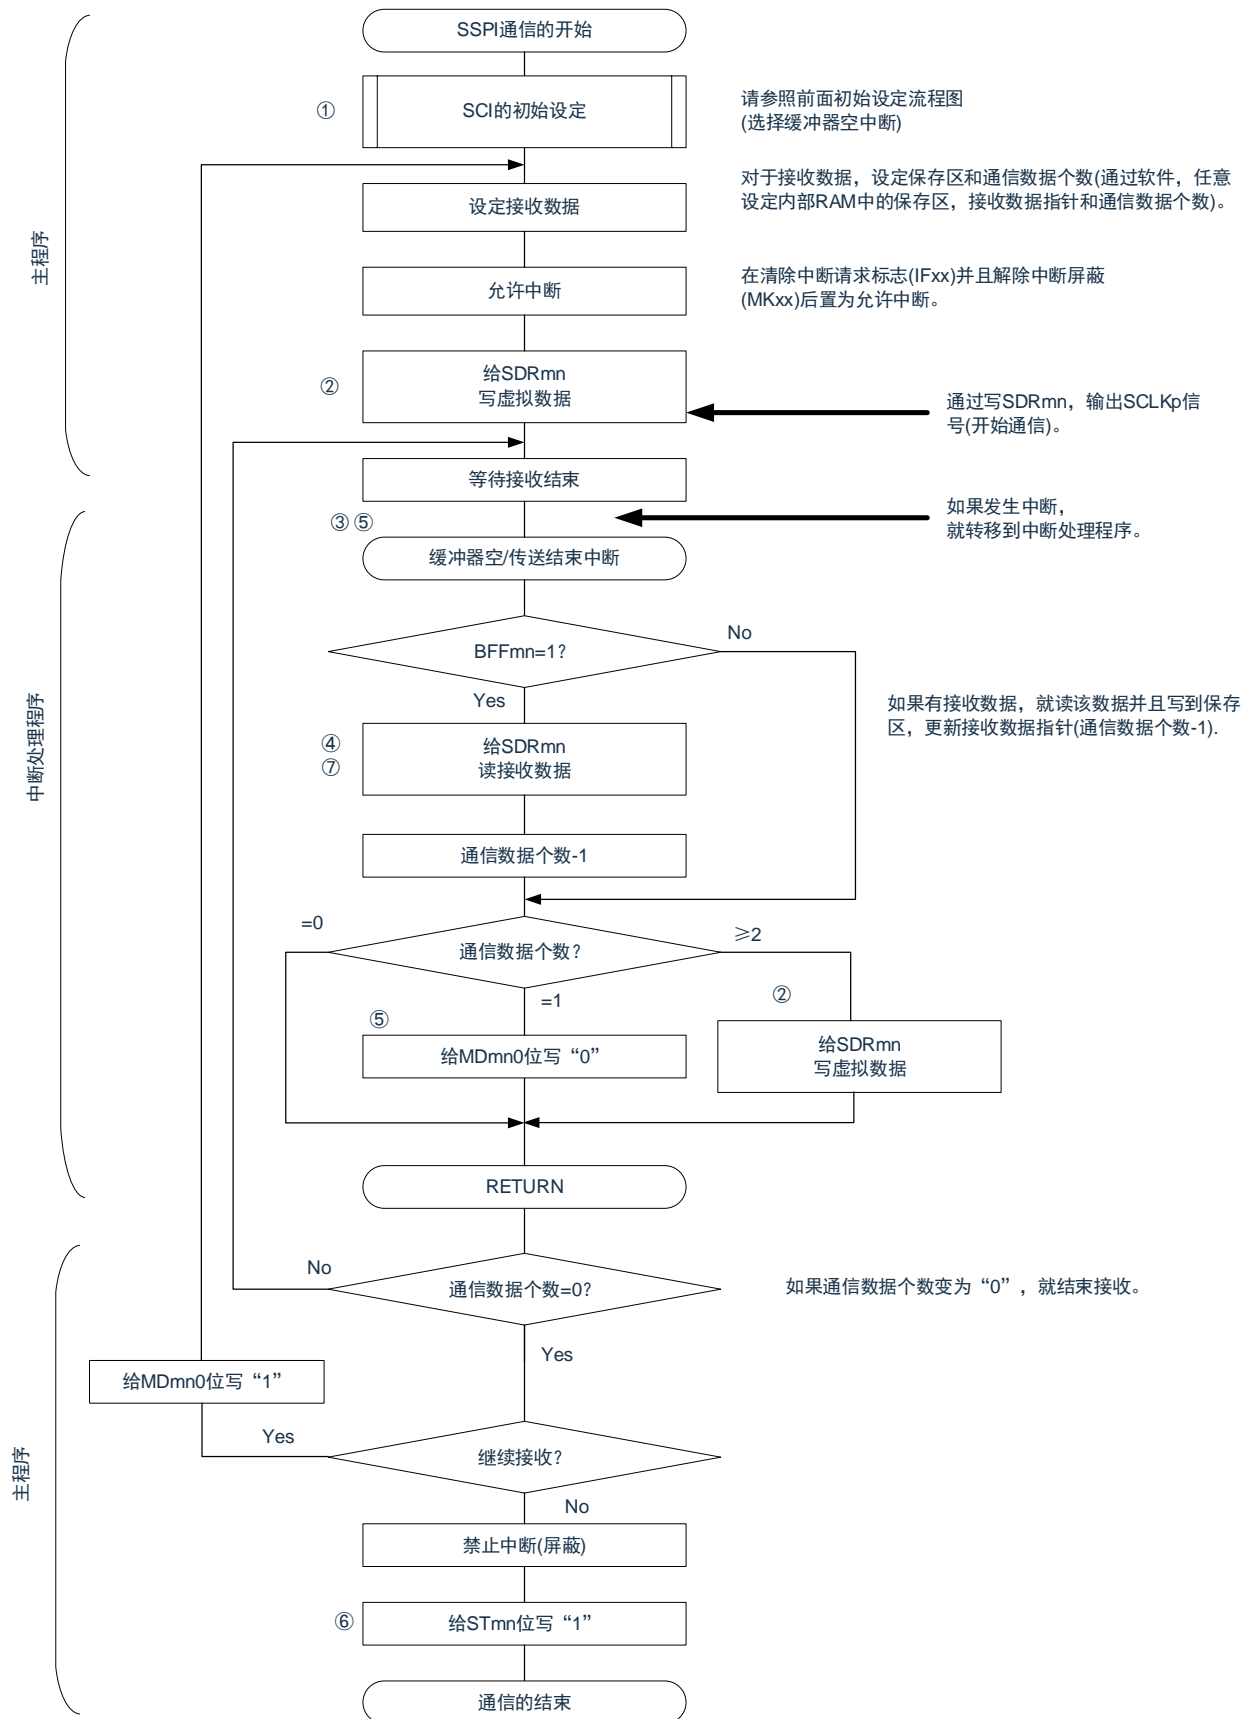 SSPI通信的开始
①
SCI的初始设定
请参照前面初始设定流程图
(选择缓冲器空中断)
对于接收数据，设定保存区和通信数据个数(通过软件，任意
设定内部RAM中的保存区，接收数据指针和通信数据个数)。
设定接收数据
主程序
在清除中断请求标志(IFxx)并且解除中断屏蔽
(MKxx)后置为允许中断。
允许中断
②
给SDRmn
写虚拟数据
通过写SDRmn，输出SCLKp信
号(开始通信)。
等待接收结束
③⑤
如果发生中断，
就转移到中断处理程序。
缓冲器空/传送结束中断
BFFmn=1?
No
Yes
中断处理程序
如果有接收数据，就读该数据并且写到保存
区，更新接收数据指针(通信数据个数-1).
④
⑦
给SDRmn
读接收数据
通信数据个数-1
=0
通信数据个数?
≥2
=1
②
⑤
给MDmn0位写“0”
给SDRmn
写虚拟数据
RETURN
No
通信数据个数=0?
如果通信数据个数变为“0”，就结束接收。
Yes
给MDmn0位写“1”
Yes
继续接收?
主程序
No
禁止中断(屏蔽)
⑥
给STmn位写“1”
通信的结束